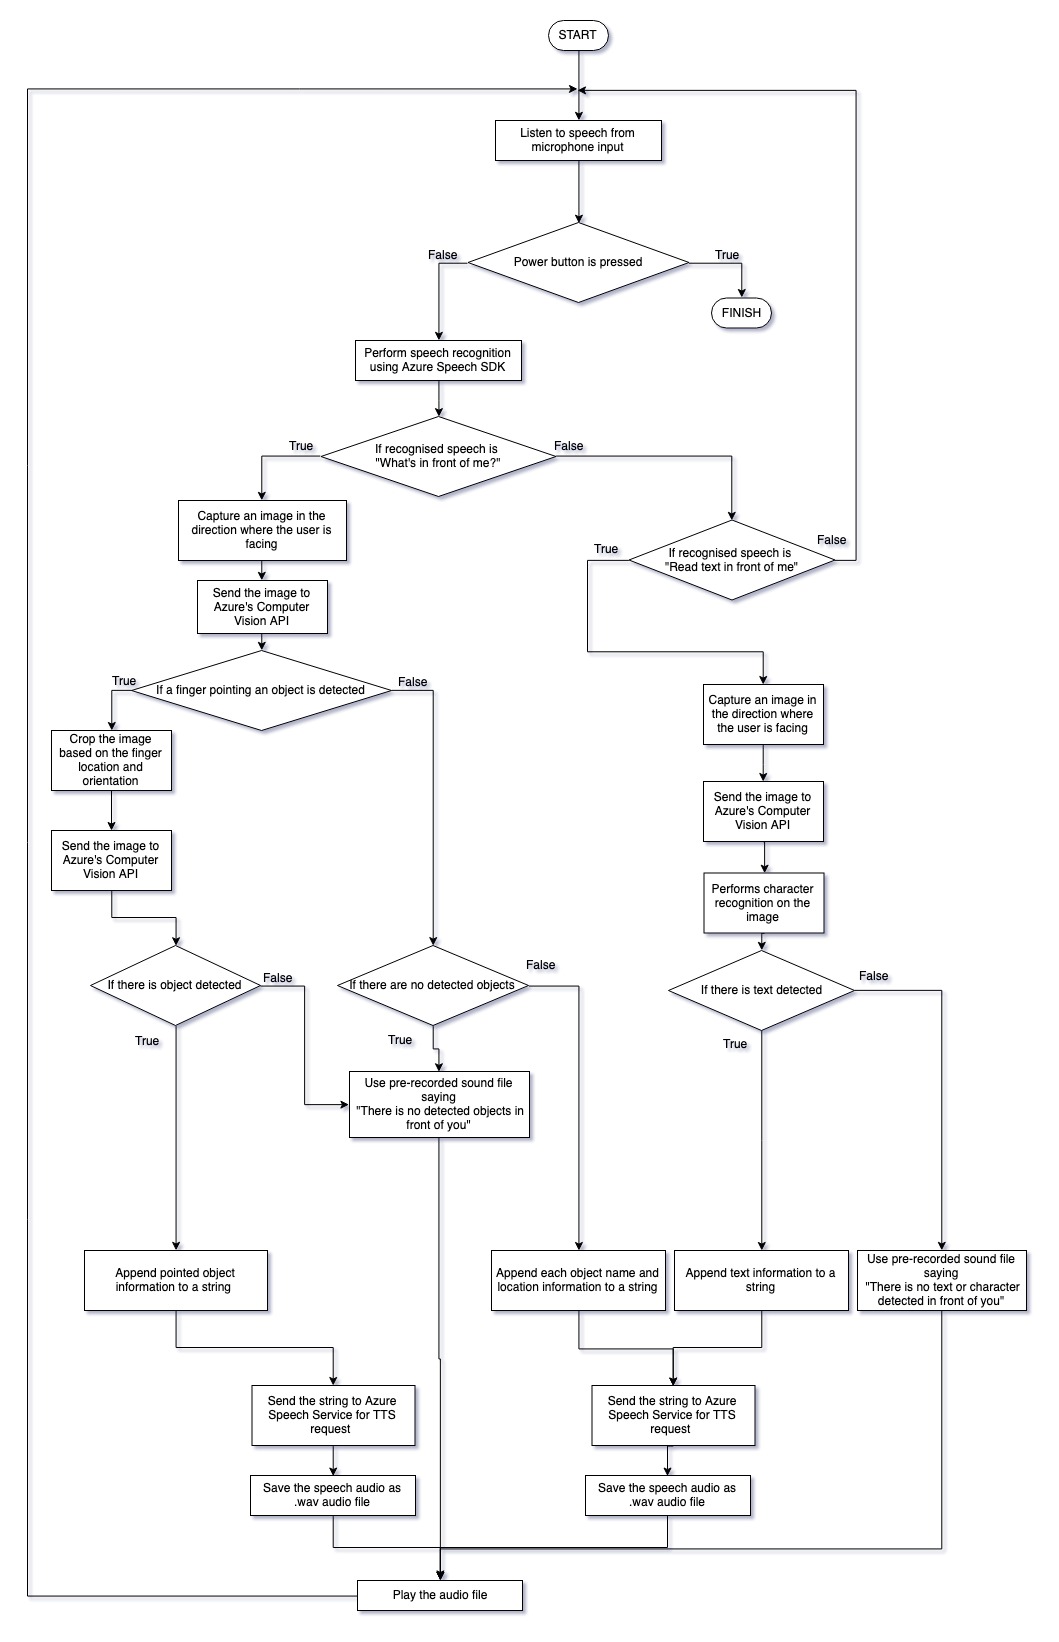 START
Listen to speech from
microphone input
False
Power button is pressed
True
FINISH
Perform speech recognition
using Azure Speech SDK
True
If recognised speech is
"What's in front of me?"
False
Capture an image in the
direction where the user is
facing
True
If recognised speech is
"Read text in front of me"
False
Send the image to
Azure's Computer
Vision API
True
If a finger pointing an object is detected
False
Crop the image
based on the finger
location and
orientation
Capture an image in
the direction where
the user is facing
Send the image to
Azure's Computer
Vision API
Send the image to
Azure's Computer
Vision API
Performs character
recognition on the
image
If there is object detected
False
If there are no detected objects
False
If there is text detected
False
True
True
True
Use pre-recorded sound file
saying
"There is no detected objects in
front of you"
Append pointed object
information to a string
Append each object name and
location information to a string
Append text information to a
string
Use pre-recorded sound file
saying
"There is no text or character
detected in front of you"
Send the string to Azure
Speech Service for TTS
request
Send the string to Azure
Speech Service for TTS
request
Save the speech audio as
.wav audio file
Save the speech audio as
.wav audio file
Play the audio file